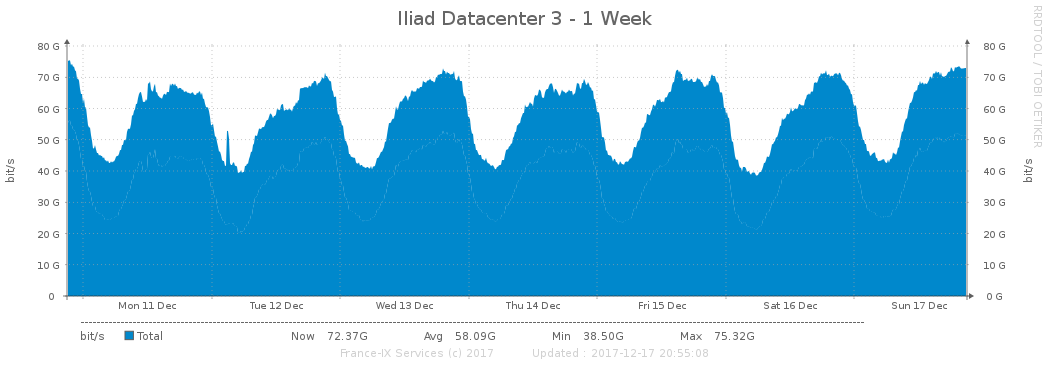 Iliad Datacenter 3 - 1 Week
RRDTOOL / TOBI OETIKER
80 G 80 G
70 G 70 G
60 G 60 G
50 G 50 G
40 G 40 G
30 G 30 G
20 G 20 G
10 G 10 G
0 0 G
bit/s bit/s
Mon 11 Dec Tue 12 Dec Wed 13 Dec Thu 14 Dec Fri 15 Dec Sat 16 Dec Sun 17 Dec
bit/s Total Now 72.37G Avg 58.09G Min 38.50G Max 75.32G
France-IX Services (c) 2017 Updated : 2017-12-17 20:55:08